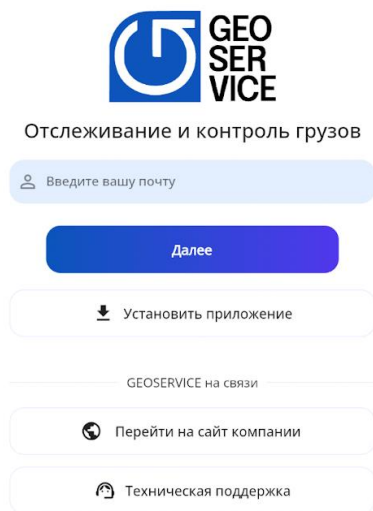 GEO
SER
VICE
Отслеживание и контроль грузов
Введите вашу почту
Далее
Установить приложение
GEOSERVICE на связи
Перейти на сайт компании
Техническая поддержка